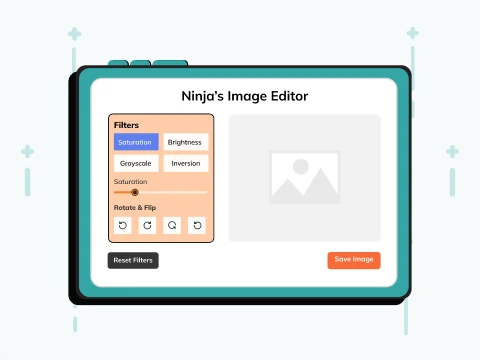 Ninja's Image Editor
Filters
Saturation
Brightness
Grayscale
Inversion
Saturation
Rotate & Flip
Reset Filters
Save Image